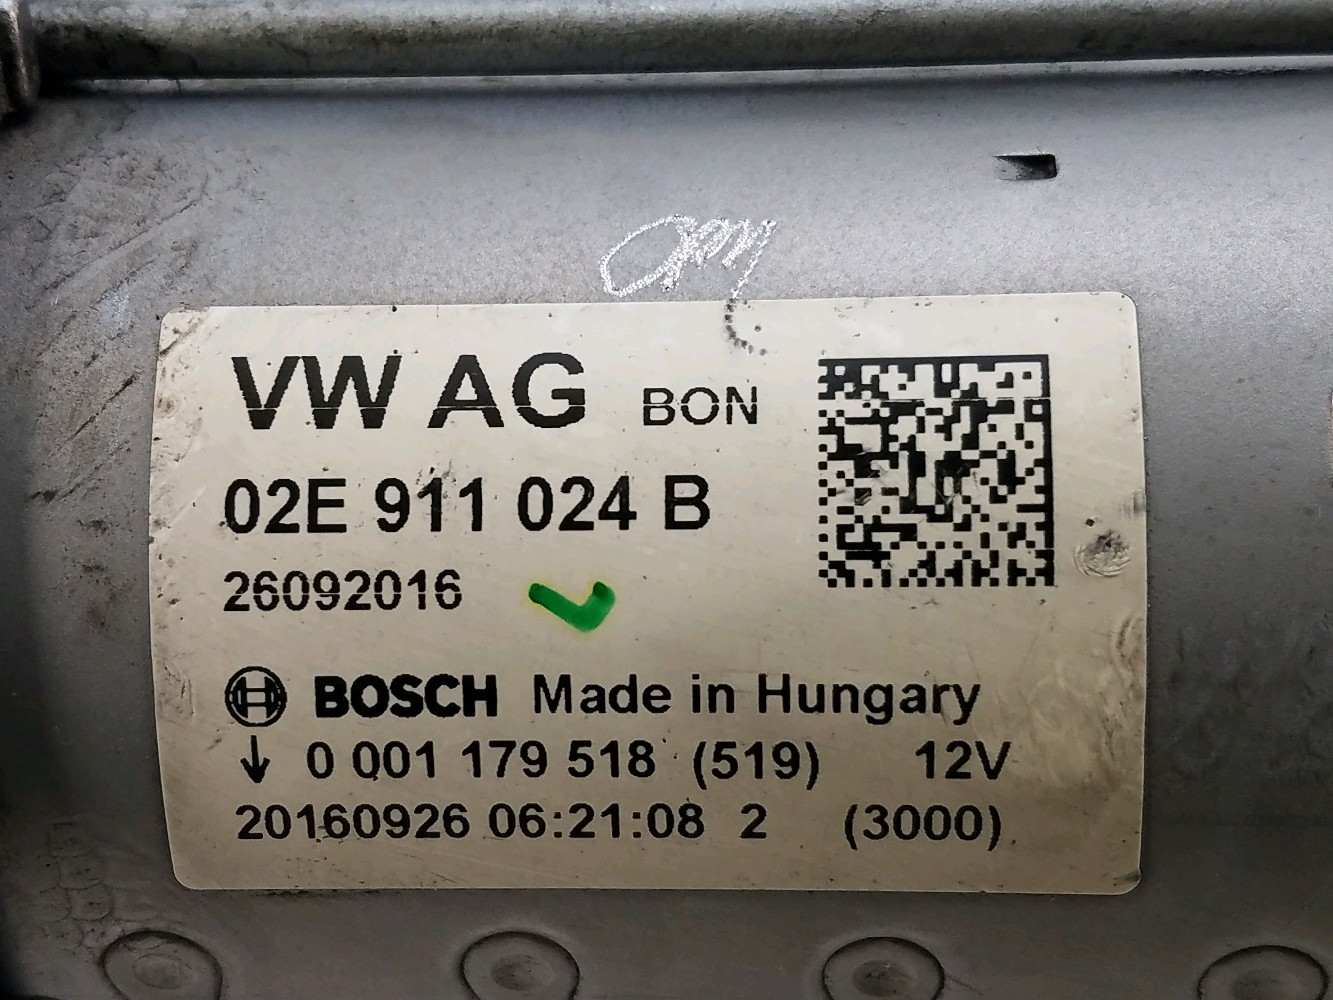 VW AG BON
02E 911 024 B
26092016
BOSCH Made in Hungary
↓ 0 001 179 518 (519) 12V
20160926 06:21:08 2 (3000)